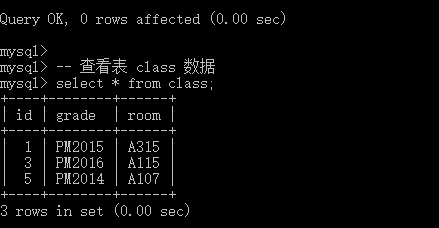 Query OK, 0 rows affected (0.00 sec)
mysql>
mysql> -- 查看表 class 数据
mysql> select * from class;
+----+--------+------+
| id | grade  | room |
+----+--------+------+
|  1 | PM2015 | A315 |
|  3 | PM2016 | A115 |
|  5 | PM2014 | A107 |
+----+--------+------+
3 rows in set (0.00 sec)